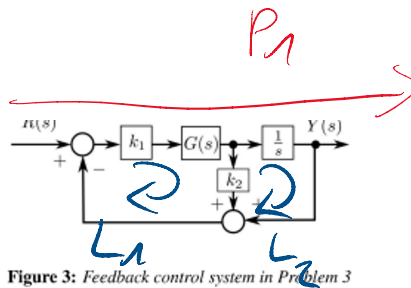 P1
R(s) Y(s)
+ − k₁ G(s) 1/s
k₂
+ +
L1 L2
Figure 3: Feedback control system in Problem 3